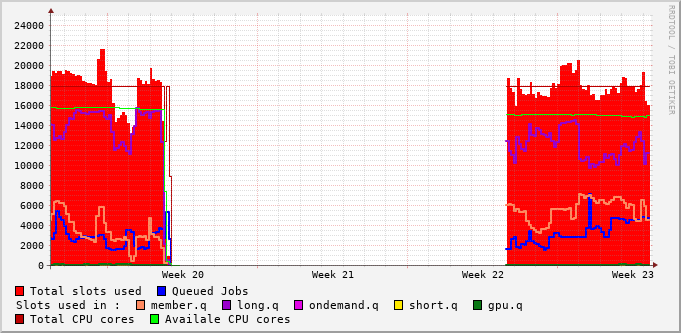 RRDTOOL / TOBI OETIKER
24000
22000
20000
18000
16000
14000
12000
10000
8000
6000
4000
2000
0
Week 20 Week 21 Week 22 Week 23
Total slots used Queued Jobs
Slots used in : member.q long.q ondemand.q short.q gpu.q
Total CPU cores Availale CPU cores